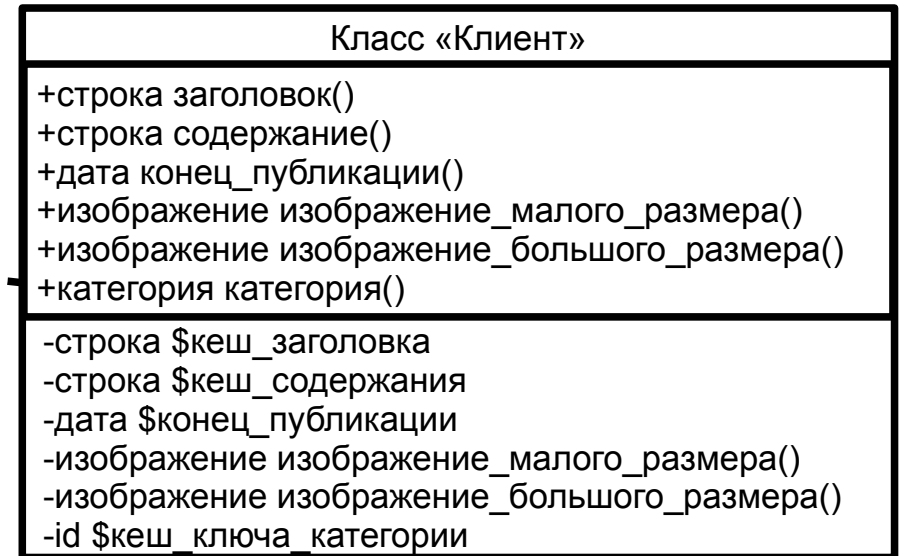 Класс «Клиент»
+строка заголовок()
+строка содержание()
+дата конец_публикации()
+изображение изображение_малого_размера()
+изображение изображение_большого_размера()
+категория категория()
-строка $кеш_заголовка
-строка $кеш_содержания
-дата $конец_публикации
-изображение изображение_малого_размера()
-изображение изображение_большого_размера()
-id $кеш_ключа_категории